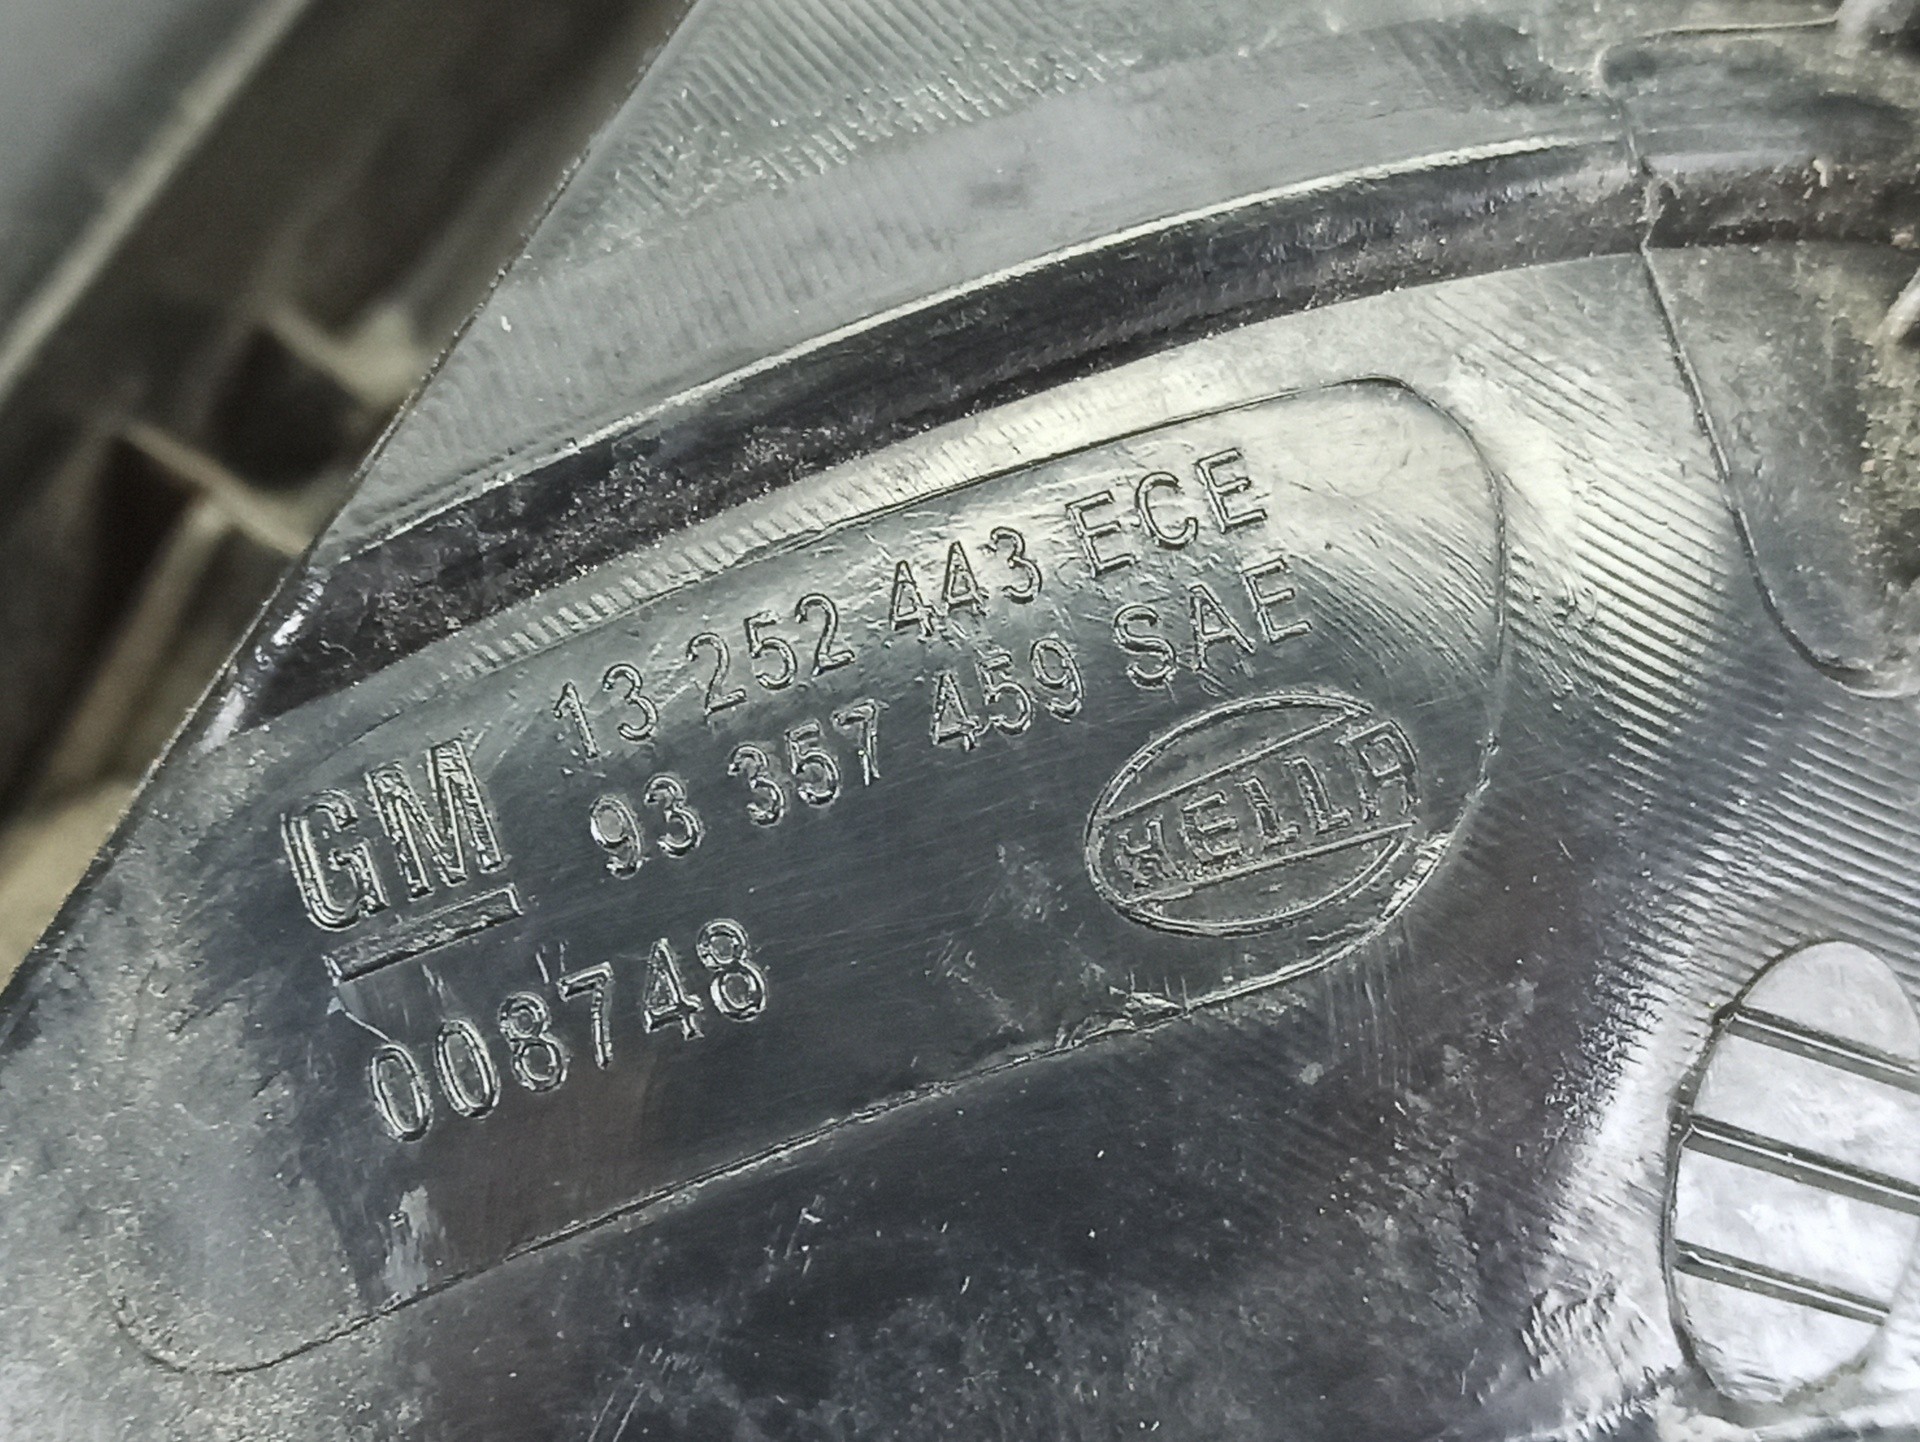 13 252 443 ECE
GM 93 357 459 SAE
HELLA
008748